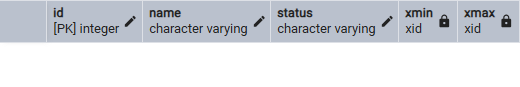 id name status xmin xmax
[PK] integer character varying character varying xid xid